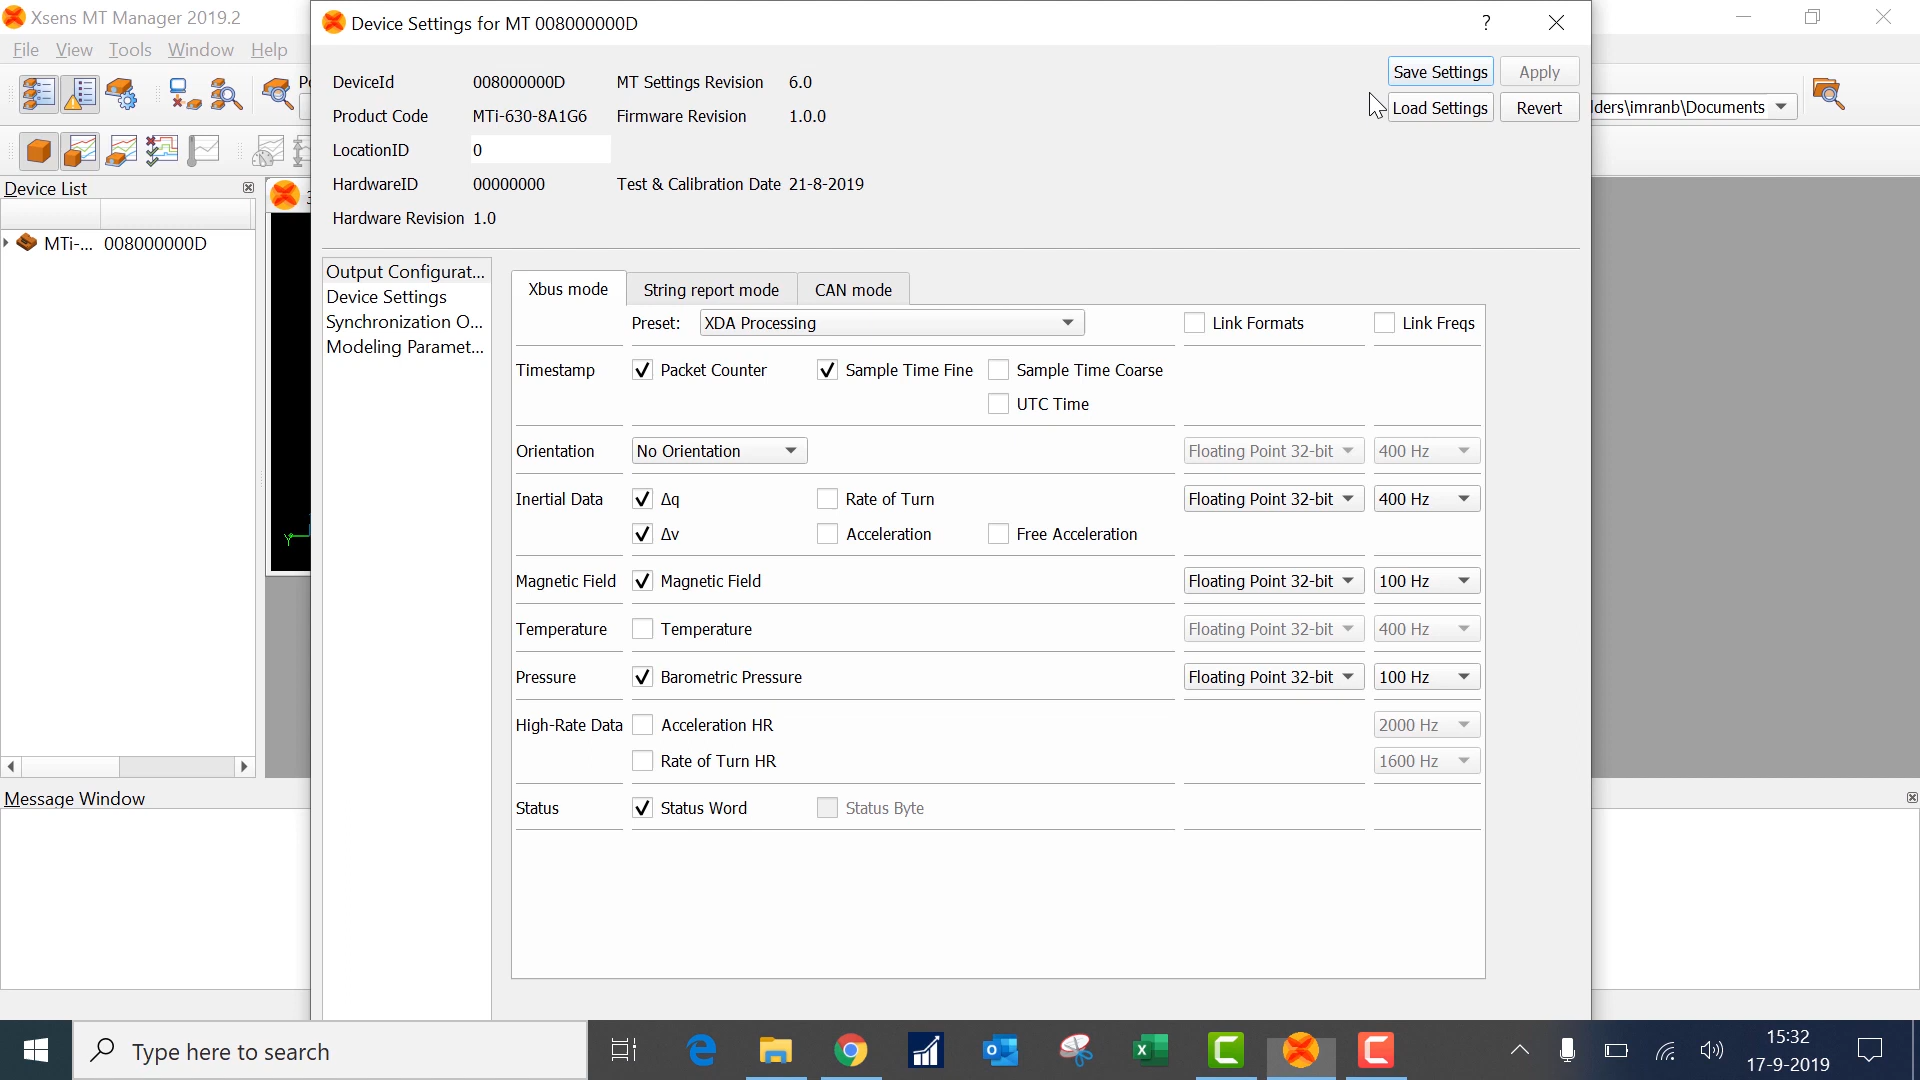 Xsens MT Manager 2019.2
File View Tools Window Help
Device List
MTi-... 008000000D
Message Window
Device Settings for MT 008000000D
?
DeviceId 008000000D MT Settings Revision 6.0
Product Code MTi-630-8A1G6 Firmware Revision 1.0.0
LocationID 0
HardwareID 00000000 Test & Calibration Date 21-8-2019
Hardware Revision 1.0
Save Settings Apply
Load Settings Revert
lders\imranb\Documents
Output Configurat...
Device Settings
Synchronization O...
Modeling Paramet...
Xbus mode String report mode CAN mode
Preset: XDA Processing Link Formats Link Freqs
Timestamp Packet Counter Sample Time Fine Sample Time Coarse
UTC Time
Orientation No Orientation Floating Point 32-bit 400 Hz
Inertial Data Δq Rate of Turn Floating Point 32-bit 400 Hz
Δv Acceleration Free Acceleration
Magnetic Field Magnetic Field Floating Point 32-bit 100 Hz
Temperature Temperature Floating Point 32-bit 400 Hz
Pressure Barometric Pressure Floating Point 32-bit 100 Hz
High-Rate Data Acceleration HR 2000 Hz
Rate of Turn HR 1600 Hz
Status Status Word Status Byte
Y
Type here to search
15:32
17-9-2019